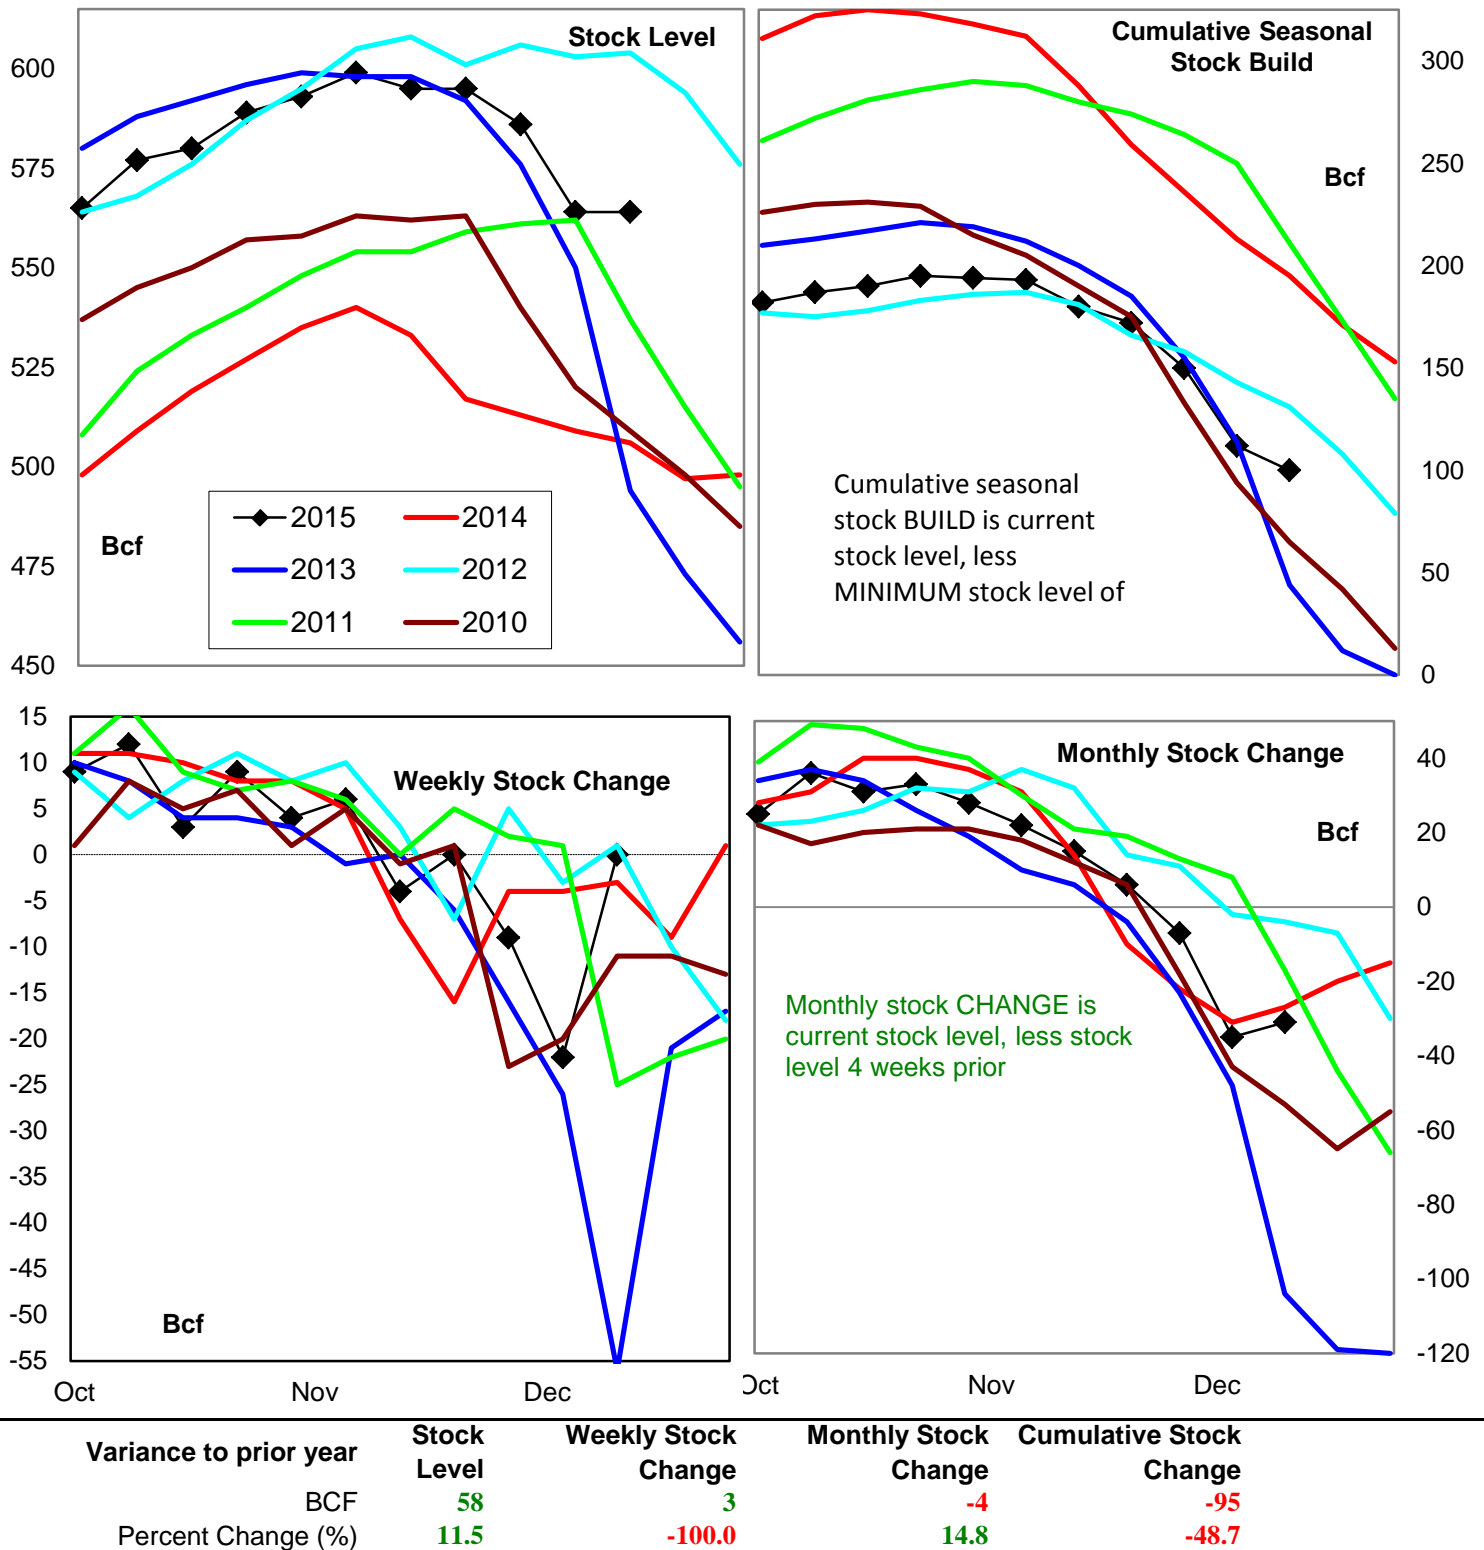 Stock Level
600
575
550
525
500
475
450
Bcf
2015
2014
2013
2012
2011
2010
Cumulative Seasonal
Stock Build
300
250
200
150
100
50
0
Bcf
Cumulative seasonal
stock BUILD is current
stock level, less
MINIMUM stock level of
Weekly Stock Change
15
10
5
0
-5
-10
-15
-20
-25
-30
-35
-40
-45
-50
-55
Bcf
Oct
Nov
Dec
Monthly Stock Change
40
20
0
-20
-40
-60
-80
-100
-120
Bcf
Monthly stock CHANGE is
current stock level, less stock
level 4 weeks prior
Oct
Nov
Dec
Variance to prior year
Stock
Level
Weekly Stock
Change
Monthly Stock
Change
Cumulative Stock
Change
BCF 58 3 -4 -95
Percent Change (%) 11.5 -100.0 14.8 -48.7